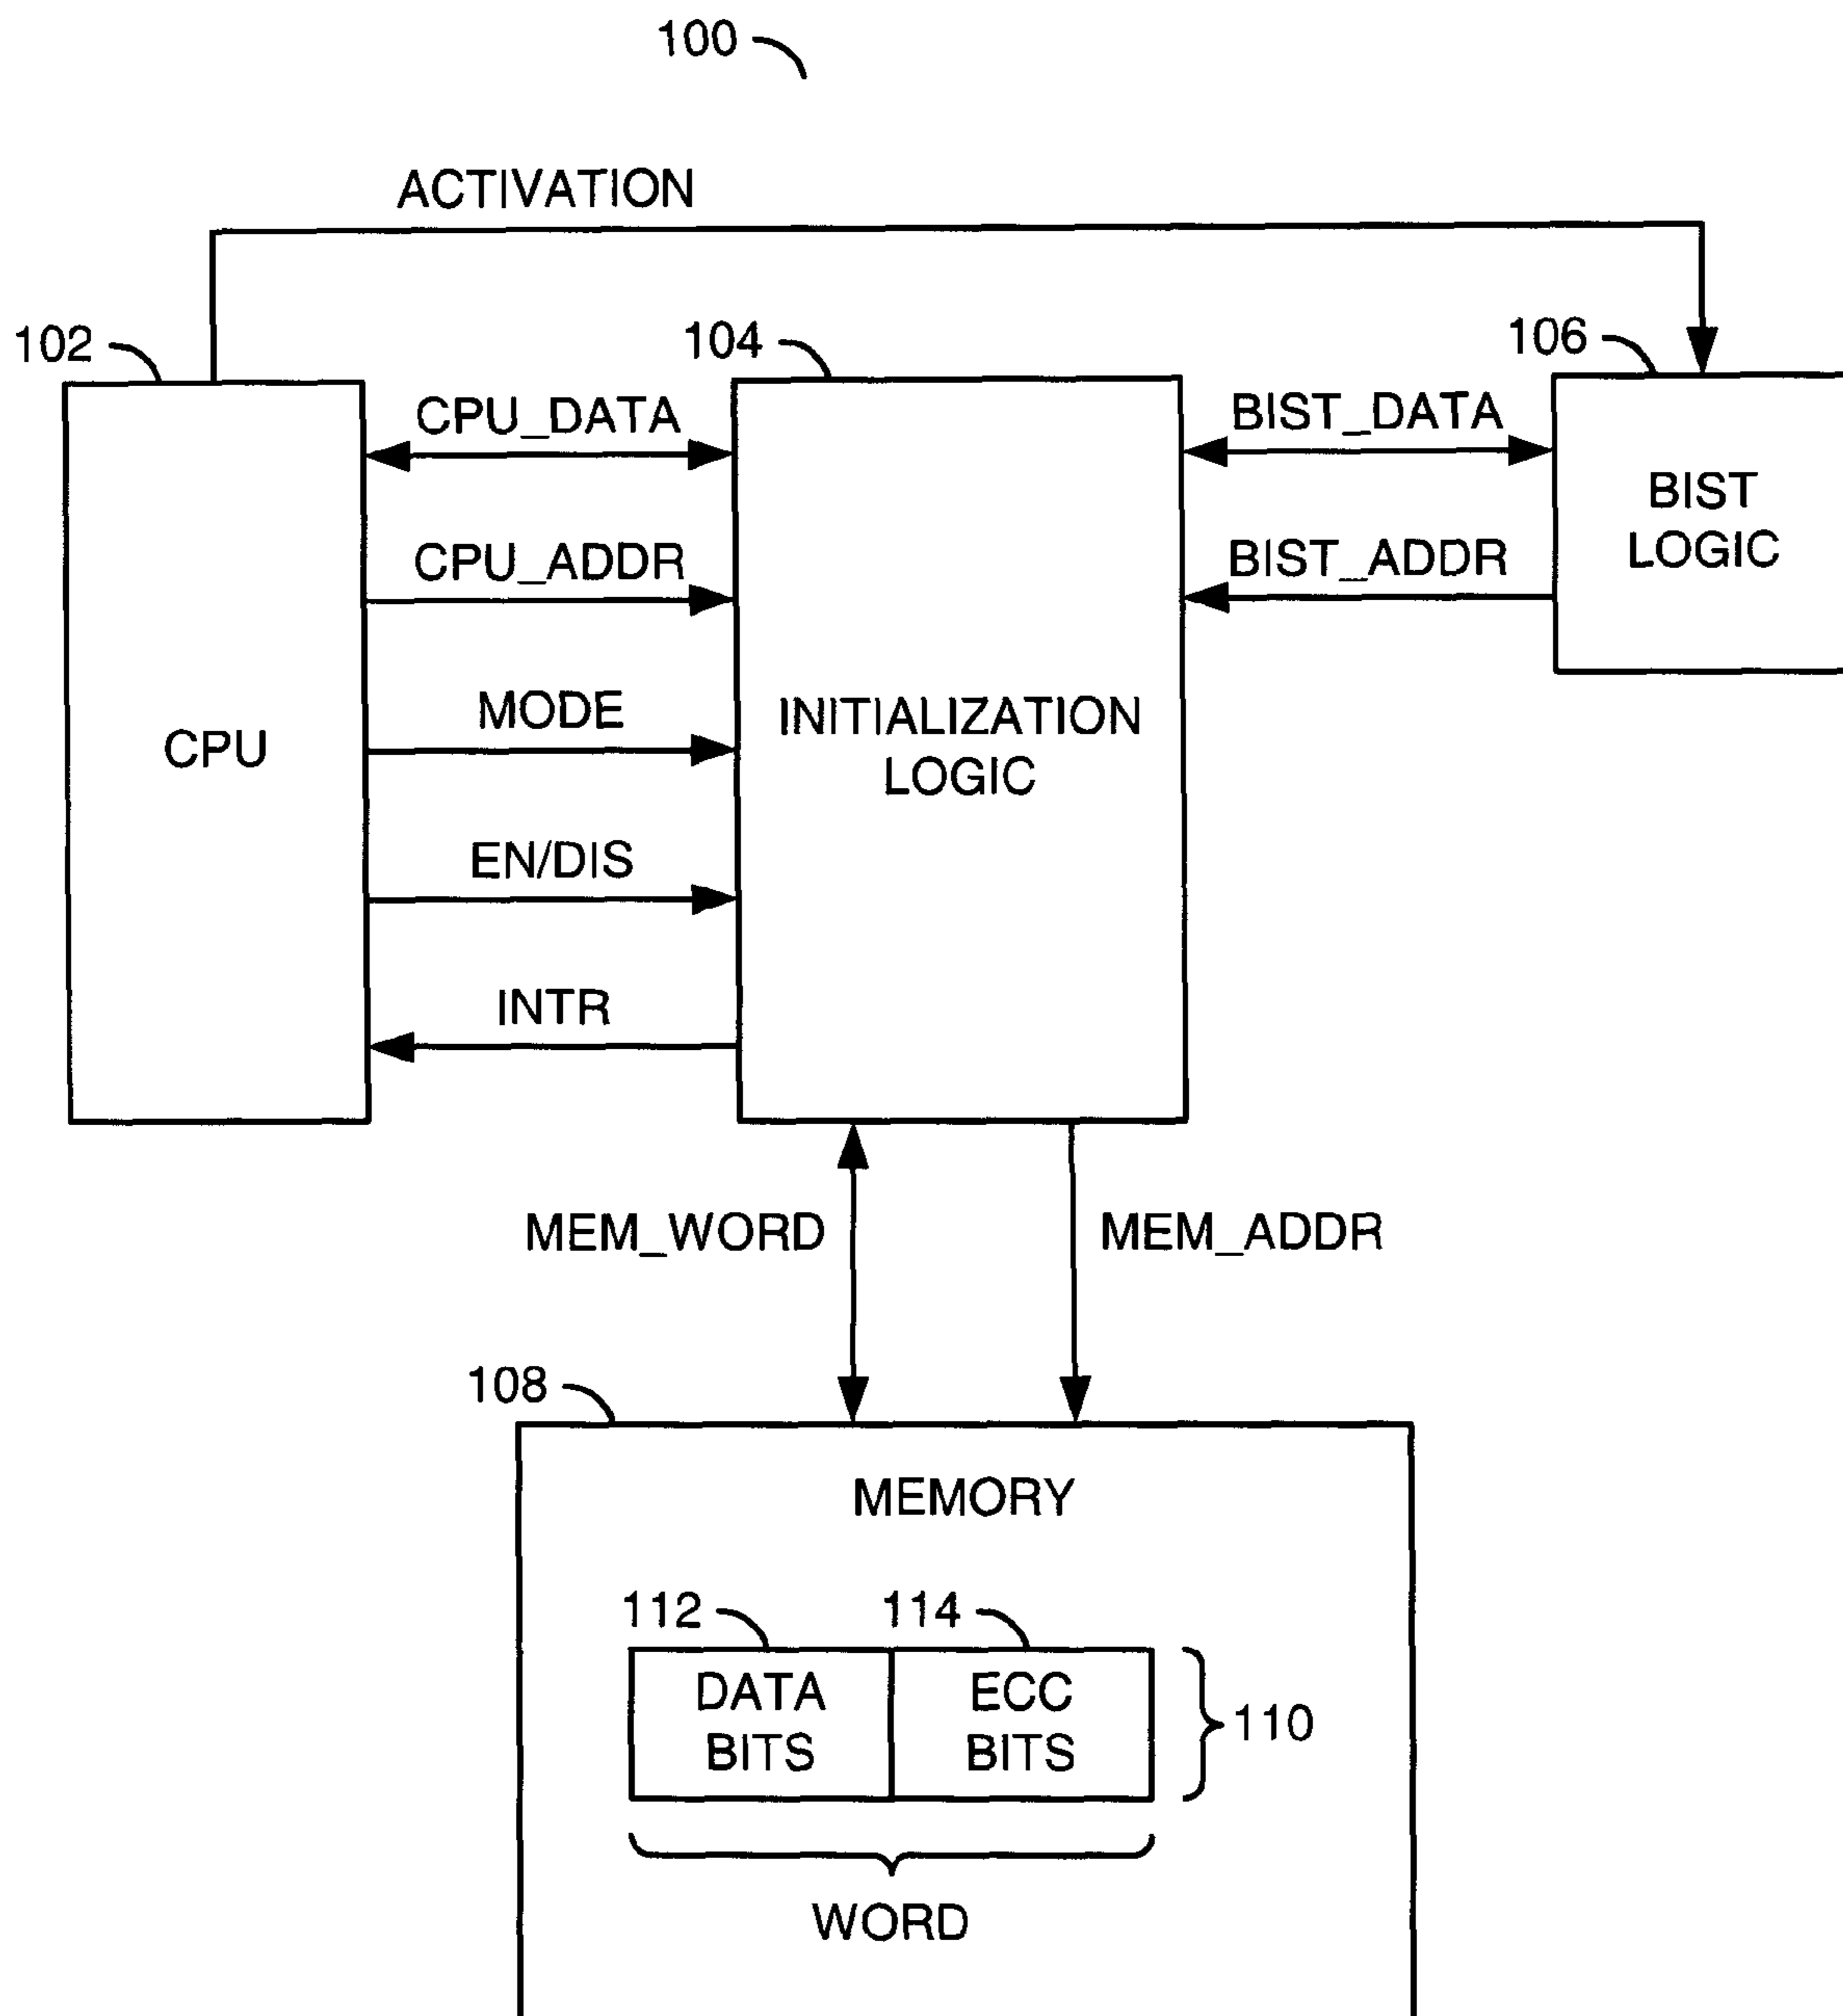 100
ACTIVATION
102
104
106
CPU_DATA
BIST_DATA
BIST
LOGIC
CPU_ADDR
BIST_ADDR
MODE
INITIALIZATION
LOGIC
CPU
EN/DIS
INTR
MEM_WORD
MEM_ADDR
108
MEMORY
112
114
DATA
BITS
ECC
BITS
110
WORD